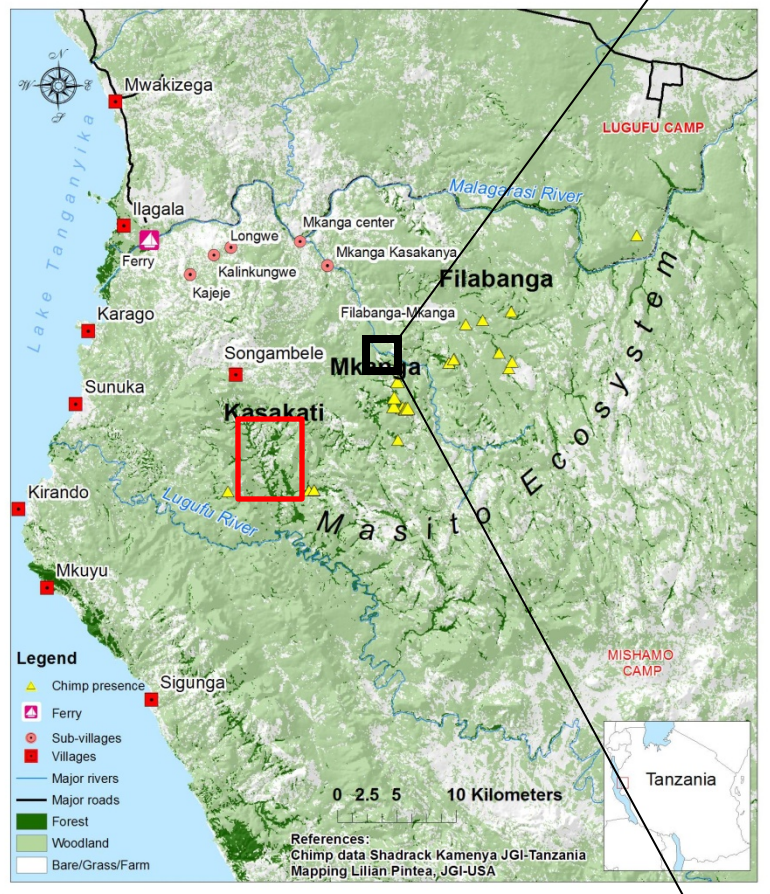 N
W
E
S
Mwakizega
LUGUFU CAMP
Lake Tanganyika
Malagarasi River
Ilagala
Ferry
Longwe
Mkanga center
Kalinkungwe
Mkanga Kasakanya
Kajeje
Filabanga
Karago
Filabanga-Mkanga
Songambele
Mkanga
Sunuka
Kasakati
Masito Ecosystem
Kirando
Lugufu River
Mkuyu
MISHAMO
CAMP
Sigunga
Legend
Chimp presence
Ferry
Sub-villages
Villages
Major rivers
Major roads
Forest
Woodland
Bare/Grass/Farm
0 2.5 5 10 Kilometers
References:
Chimp data Shadrack Kamenya JGI-Tanzania
Mapping Lilian Pintea, JGI-USA
Tanzania